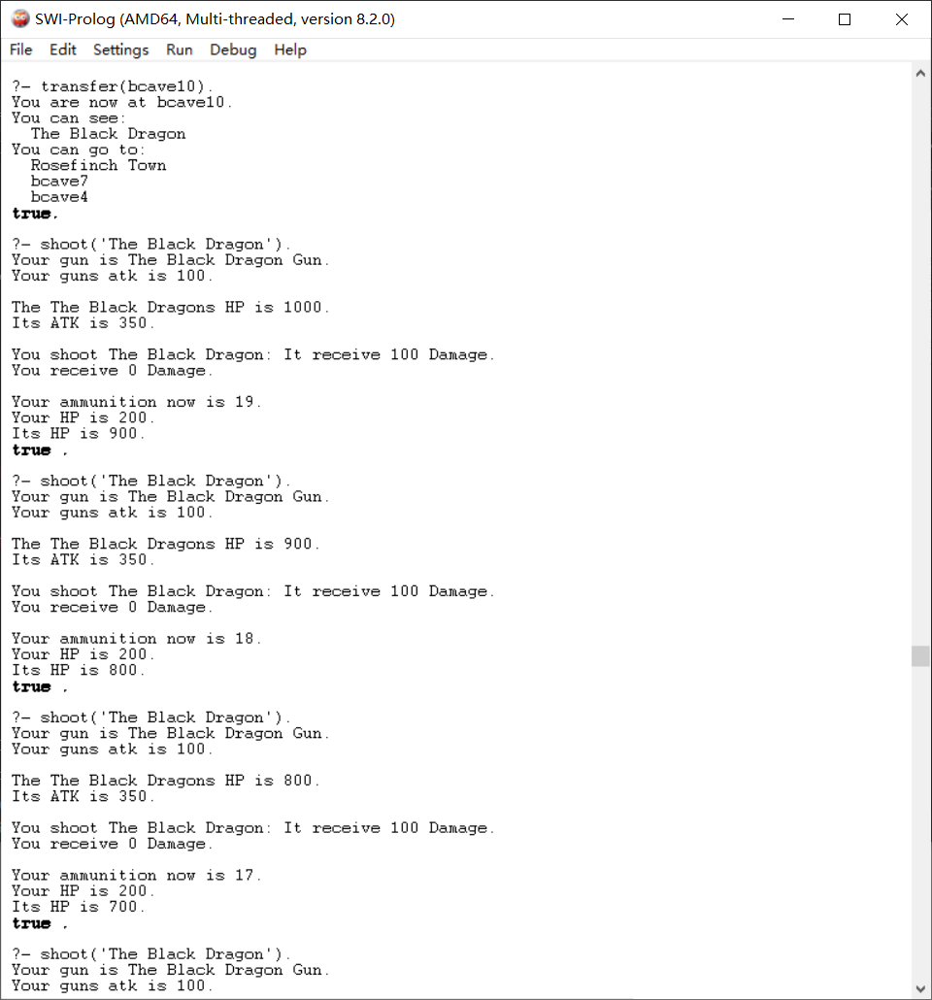 SWI-Prolog (AMD64, Multi-threaded, version 8.2.0)
File Edit Settings Run Debug Help
?- transfer(bcave10).
You are now at bcave10.
You can see:
  The Black Dragon
You can go to:
  Rosefinch Town
  bcave7
  bcave4
true.
?- shoot('The Black Dragon').
Your gun is The Black Dragon Gun.
Your guns atk is 100.
The The Black Dragons HP is 1000.
Its ATK is 350.
You shoot The Black Dragon: It receive 100 Damage.
You receive 0 Damage.
Your ammunition now is 19.
Your HP is 200.
Its HP is 900.
true .
?- shoot('The Black Dragon').
Your gun is The Black Dragon Gun.
Your guns atk is 100.
The The Black Dragons HP is 900.
Its ATK is 350.
You shoot The Black Dragon: It receive 100 Damage.
You receive 0 Damage.
Your ammunition now is 18.
Your HP is 200.
Its HP is 800.
true .
?- shoot('The Black Dragon').
Your gun is The Black Dragon Gun.
Your guns atk is 100.
The The Black Dragons HP is 800.
Its ATK is 350.
You shoot The Black Dragon: It receive 100 Damage.
You receive 0 Damage.
Your ammunition now is 17.
Your HP is 200.
Its HP is 700.
true .
?- shoot('The Black Dragon').
Your gun is The Black Dragon Gun.
Your guns atk is 100.